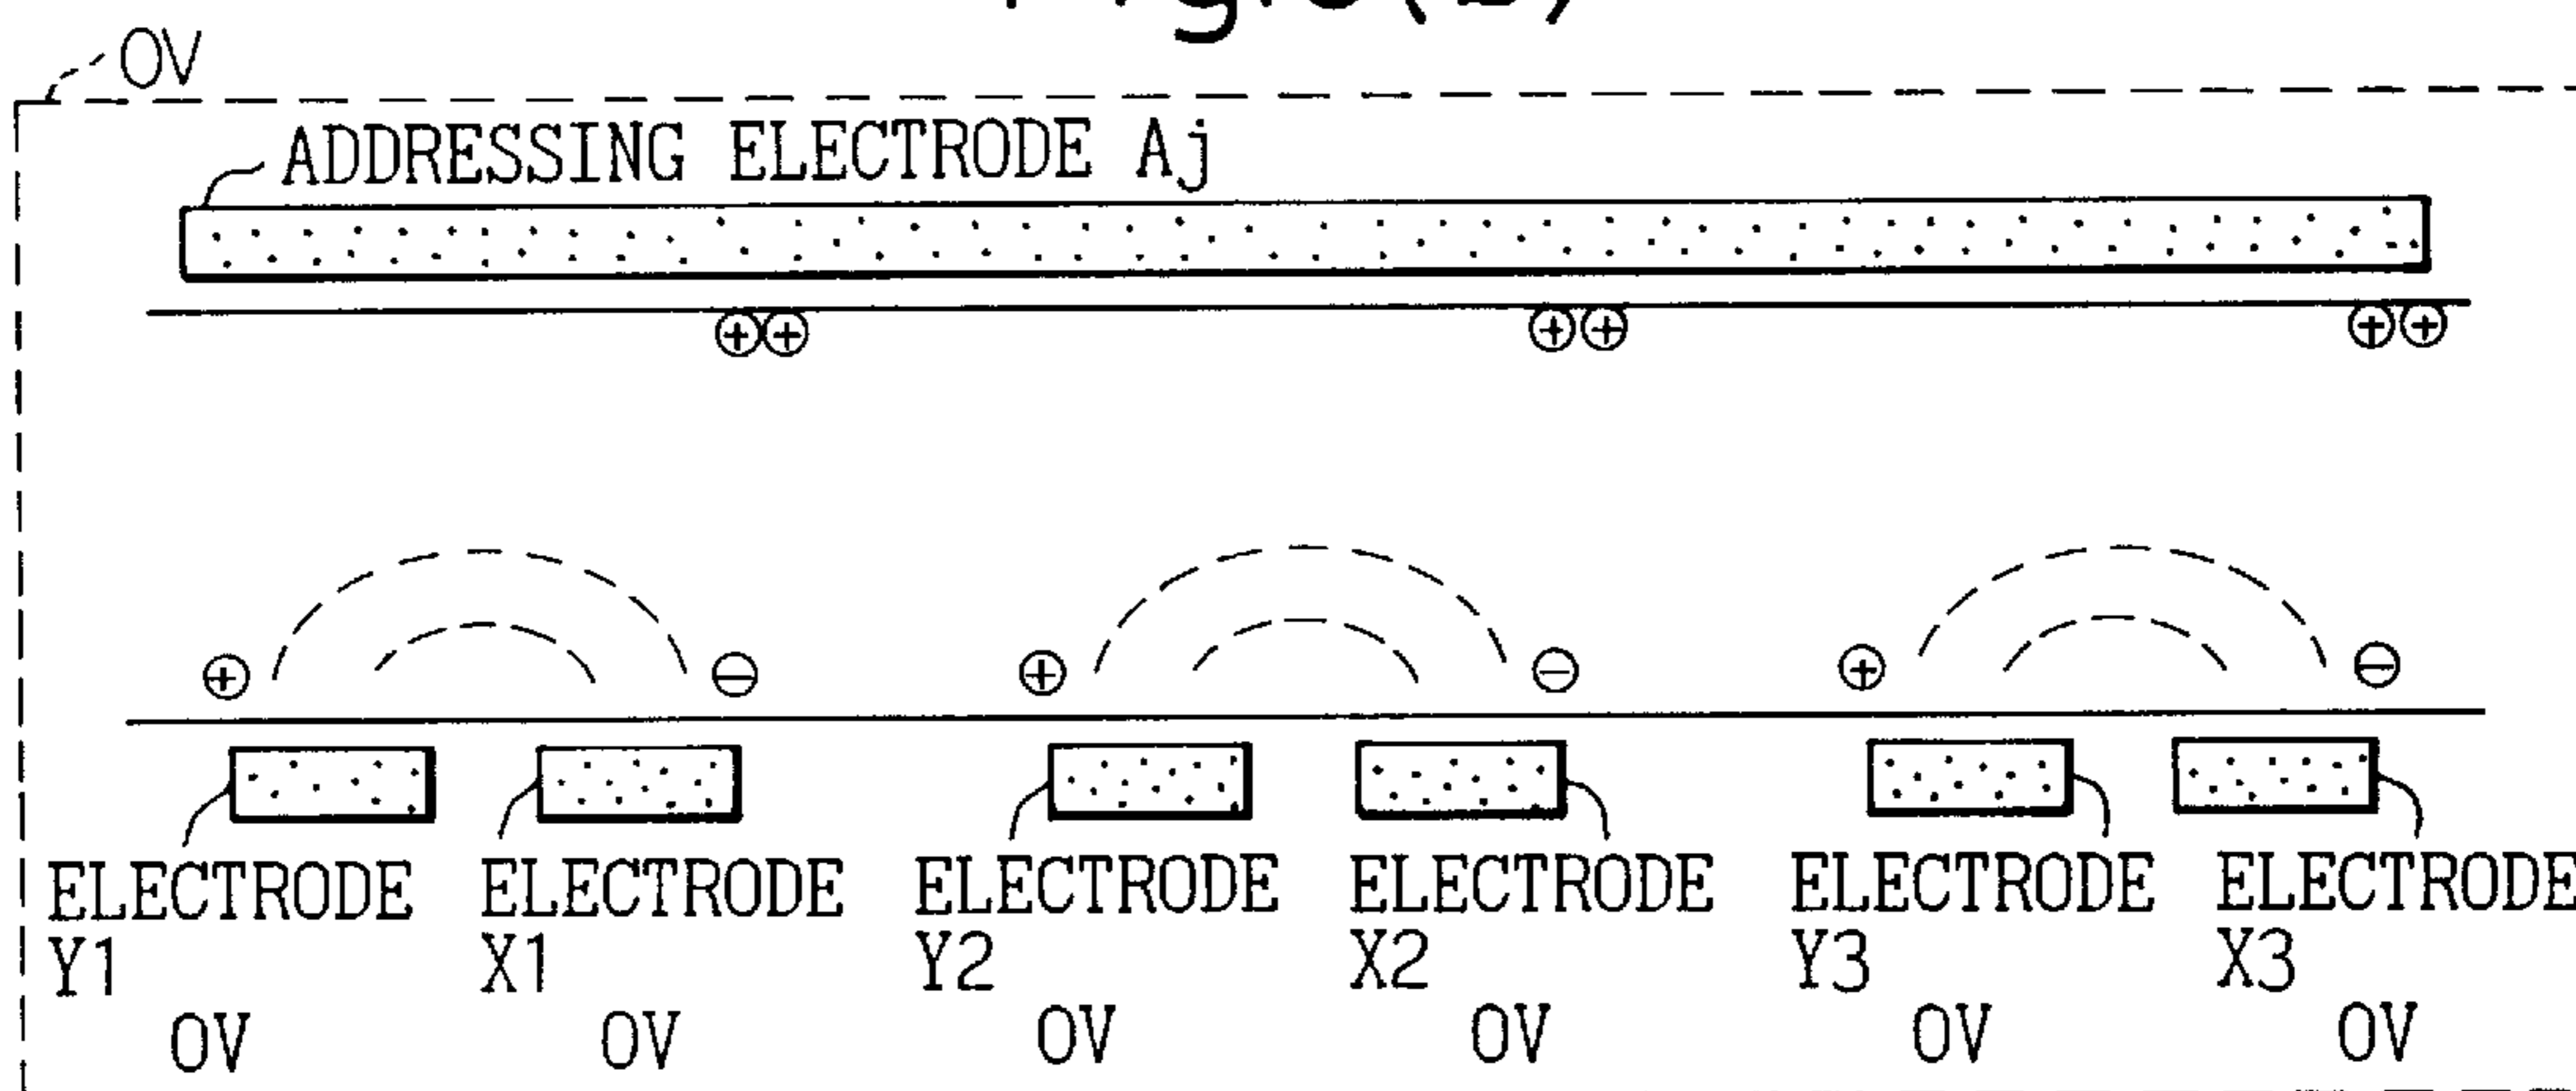 0V
ADDRESSING ELECTRODE Aj
⊕⊕ ⊕⊕ ⊕⊕
⊕ ⊖ ⊕ ⊖ ⊕ ⊖
ELECTRODE Y1
ELECTRODE X1
ELECTRODE Y2
ELECTRODE X2
ELECTRODE Y3
ELECTRODE X3
0V 0V 0V 0V 0V 0V